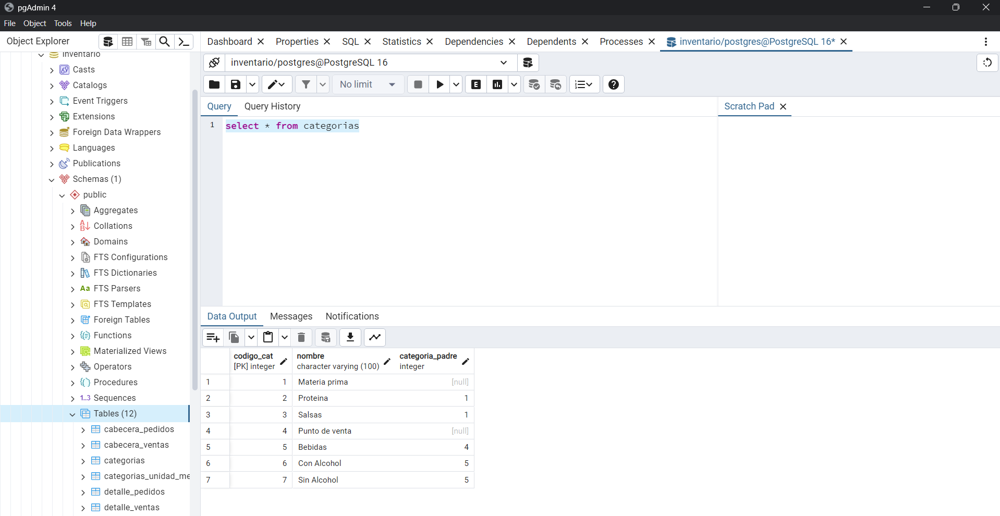 pgAdmin 4
File Object Tools Help
Object Explorer
Dashboard Properties SQL Statistics Dependencies Dependents Processes inventario/postgres@PostgreSQL 16*
inventario/postgres@PostgreSQL 16
No limit
E
Query Query History
Scratch Pad
1 select * from categorias
inventario
Casts
Catalogs
Event Triggers
Extensions
Foreign Data Wrappers
Languages
Publications
Schemas (1)
public
Aggregates
Collations
Domains
FTS Configurations
FTS Dictionaries
Aa FTS Parsers
FTS Templates
Foreign Tables
Functions
Materialized Views
Operators
Procedures
1..3 Sequences
Tables (12)
cabecera_pedidos
cabecera_ventas
categorias
categorias_unidad_me
detalle_pedidos
detalle_ventas
Data Output Messages Notifications
codigo_cat nombre categoria_padre
[PK] integer character varying (100) integer
1 1 Materia prima [null]
2 2 Proteina 1
3 3 Salsas 1
4 4 Punto de venta [null]
5 5 Bebidas 4
6 6 Con Alcohol 5
7 7 Sin Alcohol 5